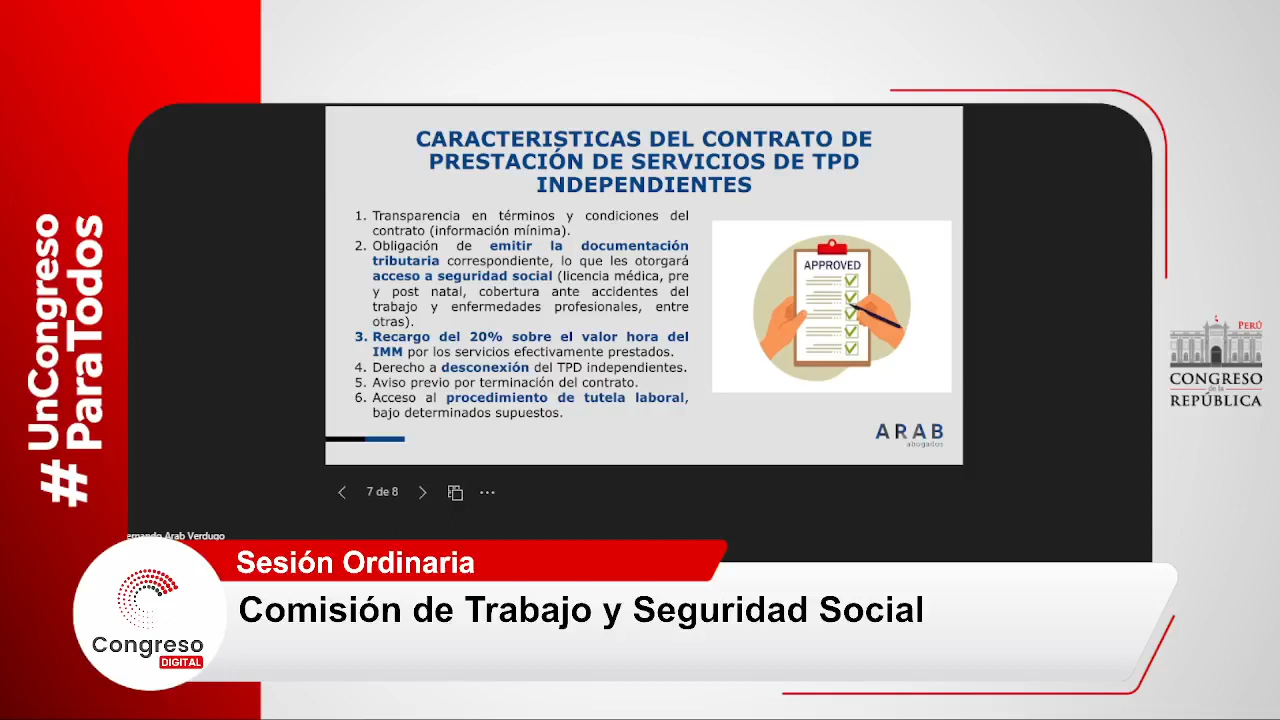 #UnCongreso
ParaTodos
CARACTERISTICAS DEL CONTRATO DE
PRESTACIÓN DE SERVICIOS DE TPD
INDEPENDIENTES
1. Transparencia en términos y condiciones del
contrato (información mínima).
2. Obligación de emitir la documentación
tributaria correspondiente, lo que les otorgará
acceso a seguridad social (licencia médica, pre
y post natal, cobertura ante accidentes del
trabajo y enfermedades profesionales, entre
otras).
3. Recargo del 20% sobre el valor hora del
IMM por los servicios efectivamente prestados.
4. Derecho a desconexión del TPD independientes.
5. Aviso previo por terminación del contrato.
6. Acceso al procedimiento de tutela laboral,
bajo determinados supuestos.
APPROVED
ARAB
abogados
7 de 8
ernando Arab Verdugo
PERÚ
CONGRESO
de la
REPÚBLICA
Sesión Ordinaria
Comisión de Trabajo y Seguridad Social
Congreso
DIGITAL